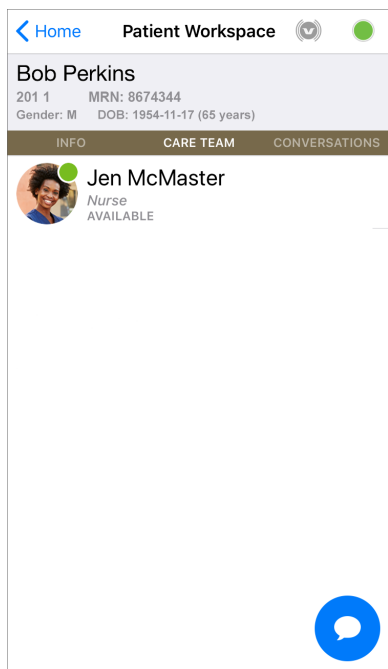 Home Patient Workspace
Bob Perkins
201 1 MRN: 8674344
Gender: M DOB: 1954-11-17 (65 years)
INFO CARE TEAM CONVERSATIONS
Jen McMaster
Nurse
AVAILABLE